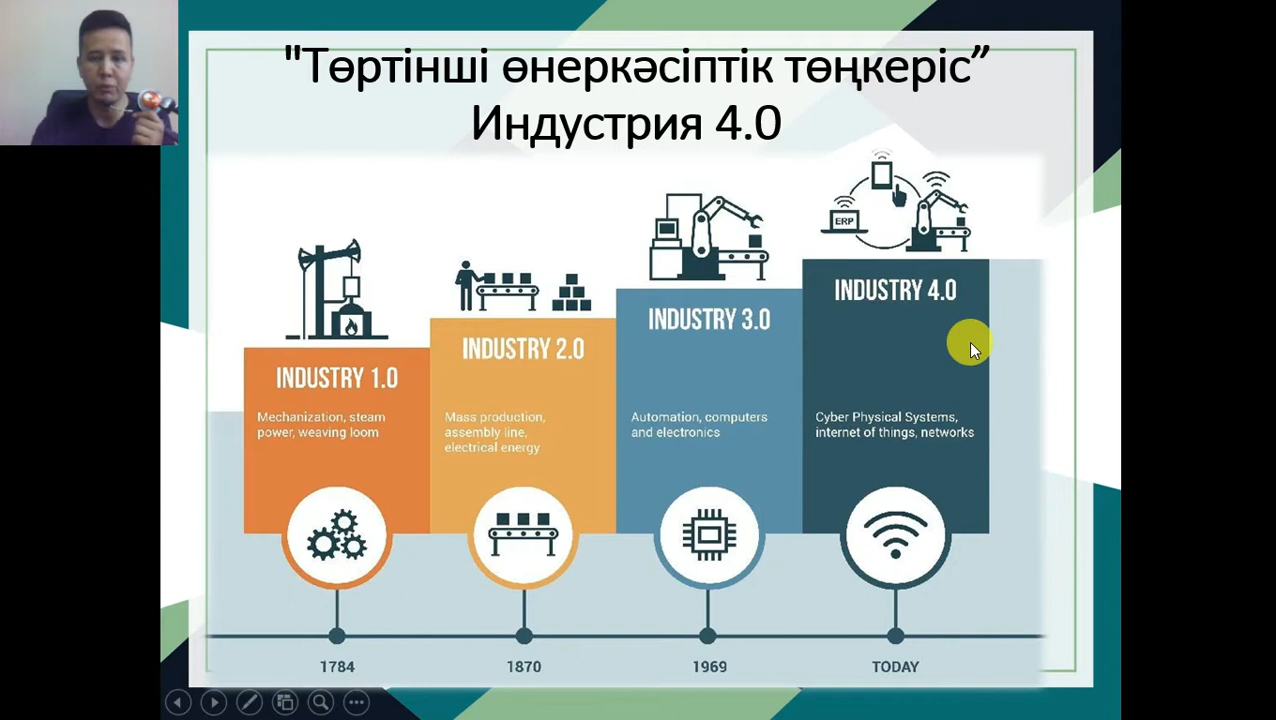 "Төртінші өнеркәсіптік төңкеріс”
Индустрия 4.0
ERP
INDUSTRY 4.0
INDUSTRY 3.0
INDUSTRY 2.0
INDUSTRY 1.0
Mechanization, steam
power, weaving loom
Mass production,
assembly line,
electrical energy
Automation, computers
and electronics
Cyber Physical Systems,
internet of things, networks
1784
1870
1969
TODAY